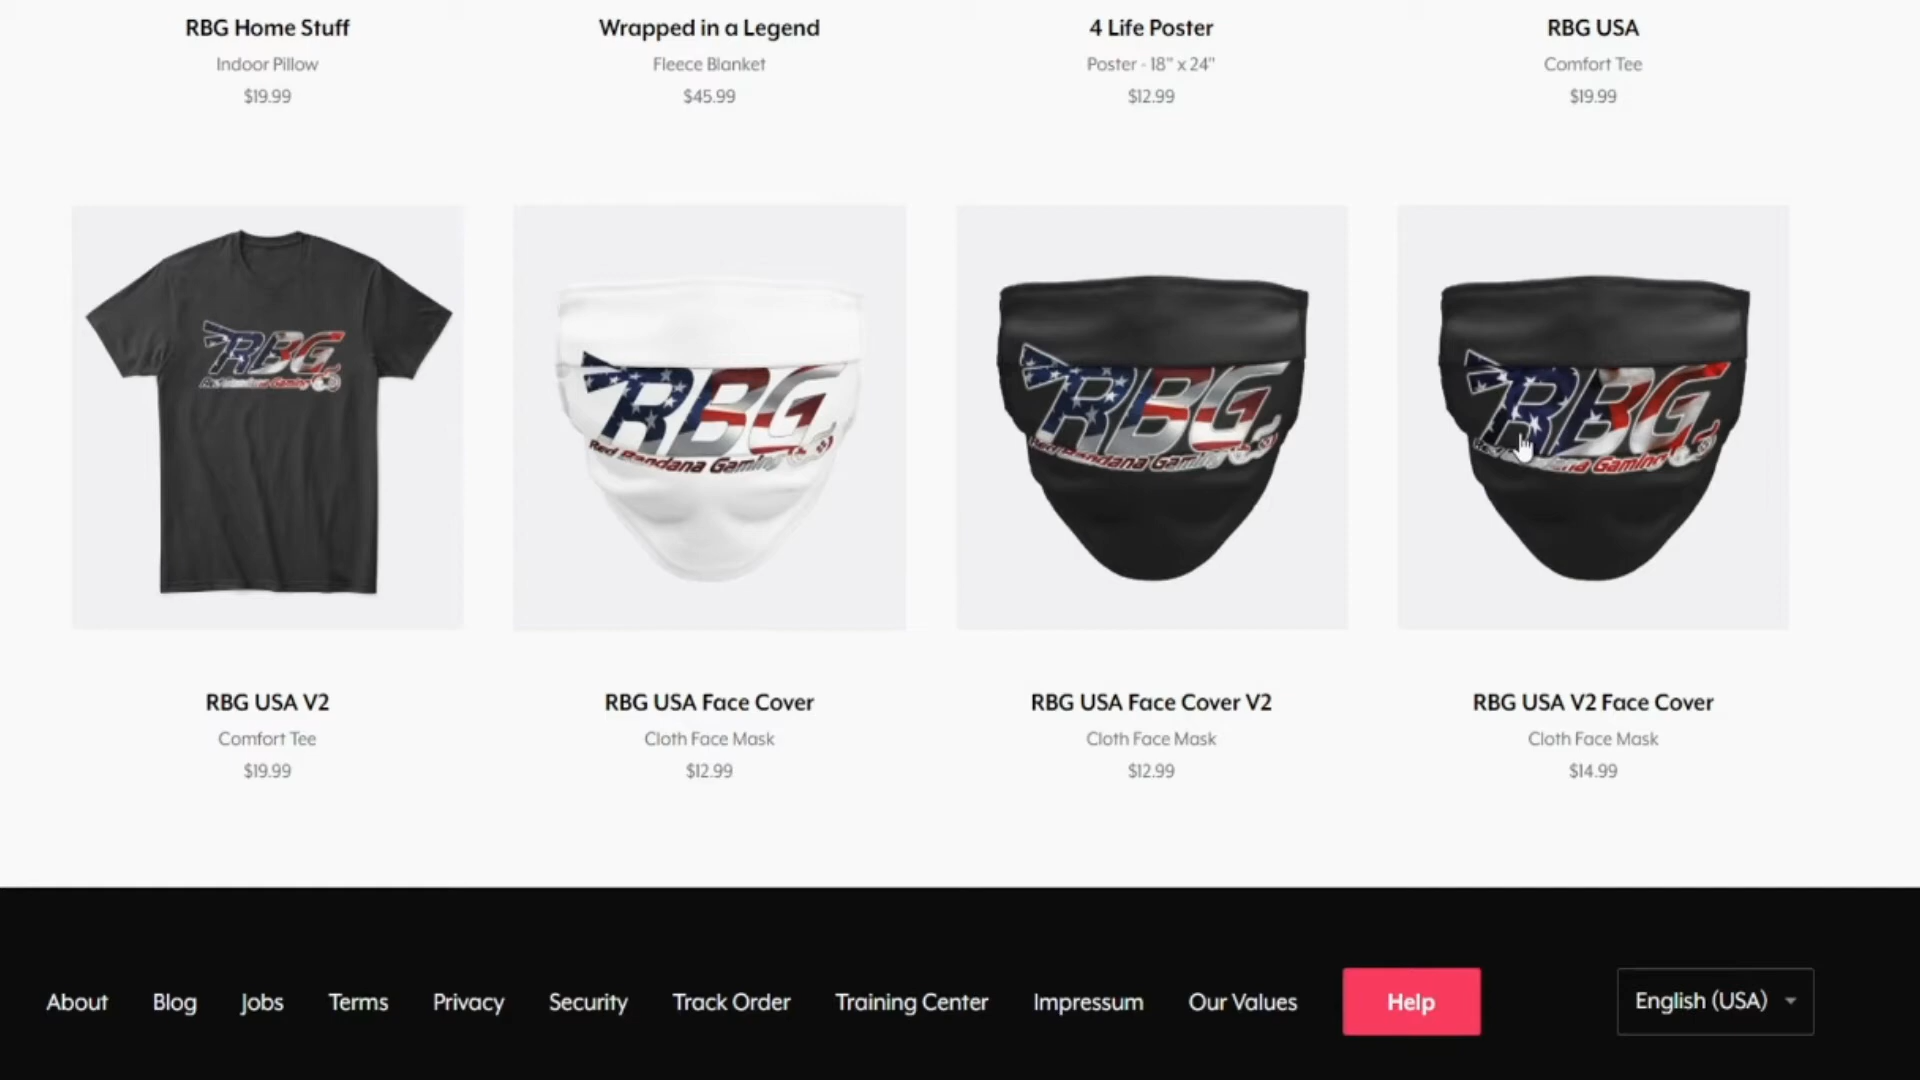 RBG Home Stuff
Indoor Pillow
$19.99
Wrapped in a Legend
Fleece Blanket
$45.99
4 Life Poster
Poster - 18" x 24"
$12.99
RBG USA
Comfort Tee
$19.99
RBG
Red Bandana Gaming
RBG
Red Bandana Gaming
RBG
Red Bandana Gaming
RBG
Gaming
RBG USA V2
Comfort Tee
$19.99
RBG USA Face Cover
Cloth Face Mask
$12.99
RBG USA Face Cover V2
Cloth Face Mask
$12.99
RBG USA V2 Face Cover
Cloth Face Mask
$14.99
About Blog Jobs Terms Privacy Security Track Order Training Center Impressum Our Values Help English (USA)